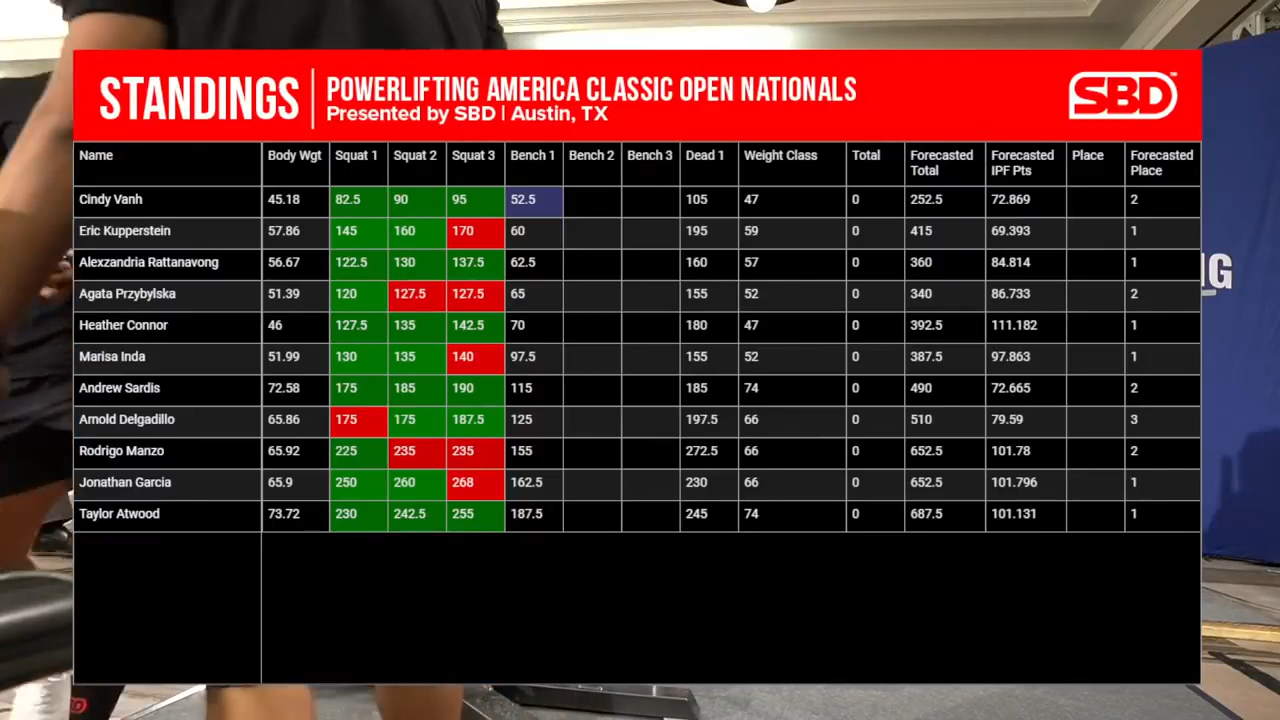 STANDINGS
POWERLIFTING AMERICA CLASSIC OPEN NATIONALS
Presented by SBD | Austin, TX
SBD
Name Body Wgt Squat 1 Squat 2 Squat 3 Bench 1 Bench 2 Bench 3 Dead 1 Weight Class Total Forecasted Total Forecasted IPF Pts Place Forecasted Place
Cindy Vanh 45.18 82.5 90 95 52.5 105 47 0 252.5 72.869 2
Eric Kupperstein 57.86 145 160 170 60 195 59 0 415 69.393 1
Alexzandria Rattanavong 56.67 122.5 130 137.5 62.5 160 57 0 360 84.814 1
Agata Przybylska 51.39 120 127.5 127.5 65 155 52 0 340 86.733 2
Heather Connor 46 127.5 135 142.5 70 180 47 0 392.5 111.182 1
Marisa Inda 51.99 130 135 140 97.5 155 52 0 387.5 97.863 1
Andrew Sardis 72.58 175 185 190 115 185 74 0 490 72.665 2
Arnold Delgadillo 65.86 175 175 187.5 125 197.5 66 0 510 79.59 3
Rodrigo Manzo 65.92 225 235 235 155 272.5 66 0 652.5 101.78 2
Jonathan Garcia 65.9 250 260 268 162.5 230 66 0 652.5 101.796 1
Taylor Atwood 73.72 230 242.5 255 187.5 245 74 0 687.5 101.131 1